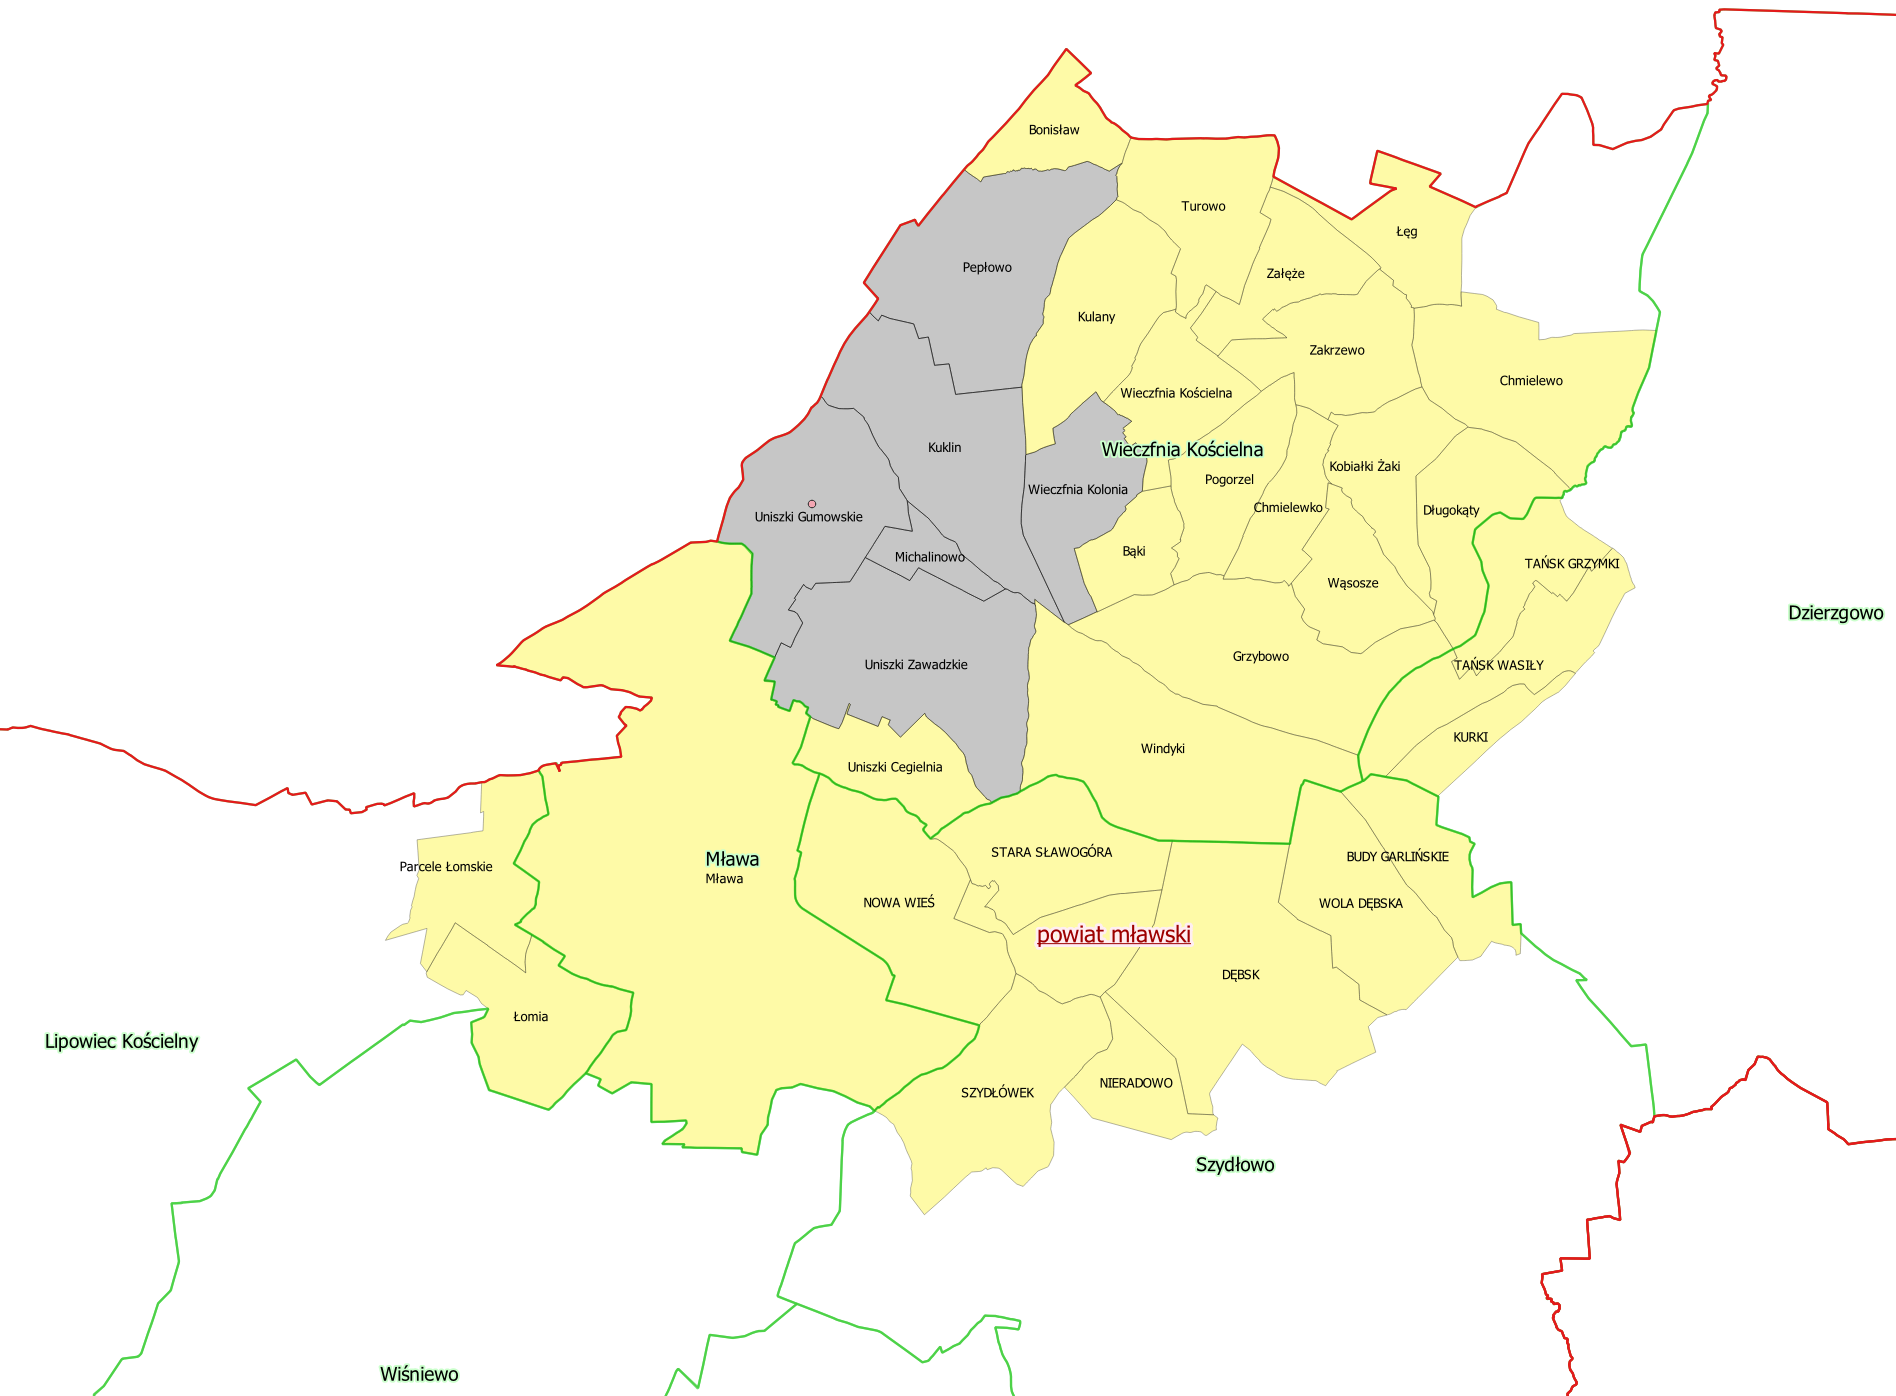 Bonisław
Turowo
Łęg
Pepłowo
Załęże
Kulany
Zakrzewo
Chmielewo
Wieczfnia Kościelna
Kuklin
Wieczfnia Kościelna
Kobiałki Żaki
Pogorzel
Wieczfnia Kolonia
Chmielewko
Długokąty
Uniszki Gumowskie
Bąki
Michalinowo
TAŃSK GRZYMKI
Wąsosze
Dzierzgowo
Grzybowo
Uniszki Zawadzkie
TAŃSK WASIŁY
KURKI
Windyki
Uniszki Cegielnia
STARA SŁAWOGÓRA
BUDY GARLIŃSKIE
Mława
Parcele Łomskie
Mława
NOWA WIEŚ
WOLA DĘBSKA
powiat mławski
DĘBSK
Łomia
Lipowiec Kościelny
NIERADOWO
SZYDŁÓWEK
Szydłowo
Wiśniewo